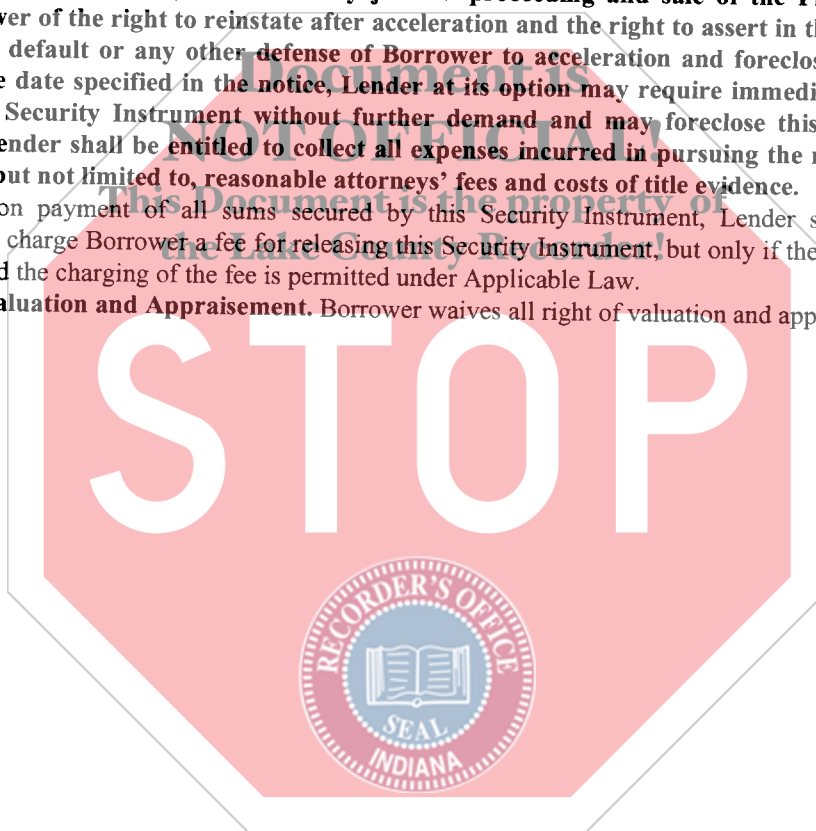 proceeding and sale of the
ver of the right to reinstate after acceleration and the right to assert in
default or any other defense of Borrower to acceleration and foreclos
e date specified in the notice, Lender at its option may require immedi
Security Instrument without further demand and may foreclose this
ender shall be entitled to collect all expenses incurred in pursuing the
out not limited to, reasonable attorneys’ fees and costs of title evidence.
on payment of all sums secured by this Security Instrument, Lender s
charge Borrower a fee for releasing this Security Instrument, but only if the
d the charging of the fee is permitted under Applicable Law.
aluation and Appraisement. Borrower waives all right of valuation and app
Document is
NOT OFFICIAL!
This Document is the property of
the Lake County Recorder!
STOP
RECORDER'S OFFICE
SEAL
INDIANA